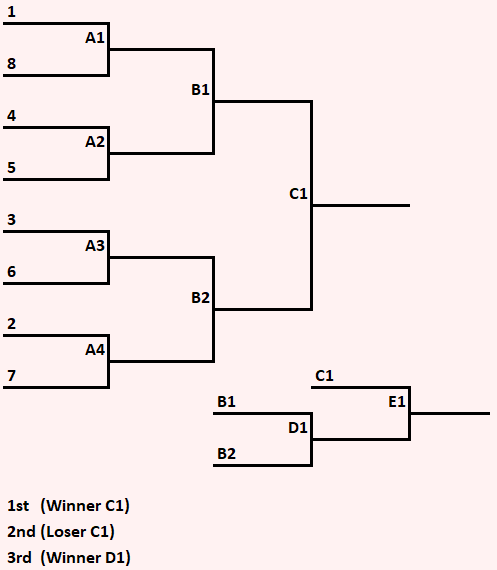 1
A1
8
B1
4
A2
5
C1
3
A3
6
B2
2
A4
7
C1
B1
E1
D1
B2
1st (Winner C1)
2nd (Loser C1)
3rd (Winner D1)